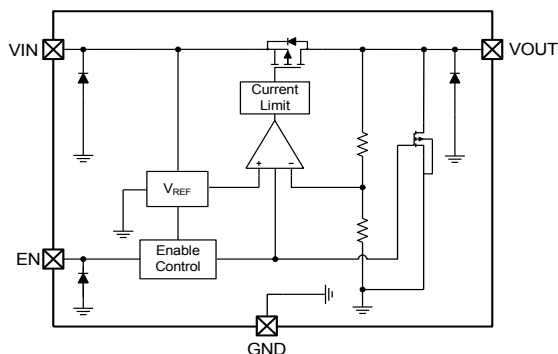 VIN
VOUT
Current
Limit
+ −
VREF
EN
Enable
Control
GND